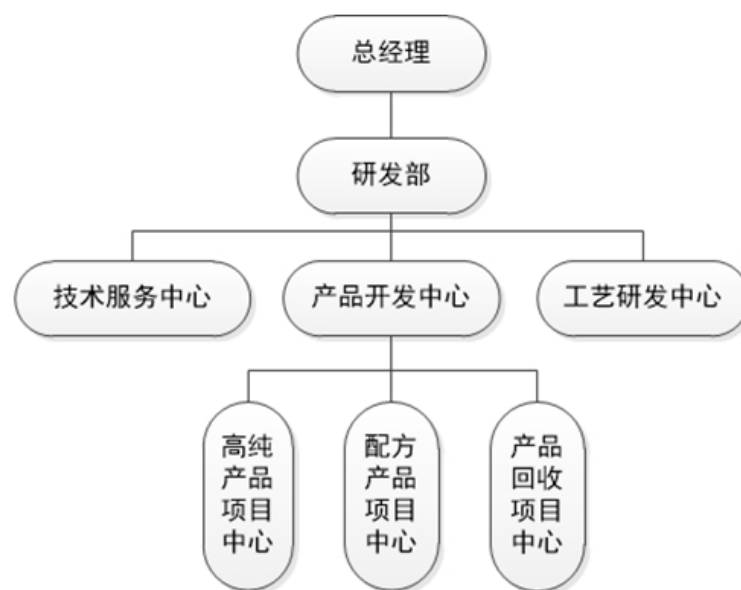 总经理
研发部
技术服务中心
产品开发中心
工艺研发中心
高纯
产品
项目
中心
配方
产品
项目
中心
产品
回收
项目
中心